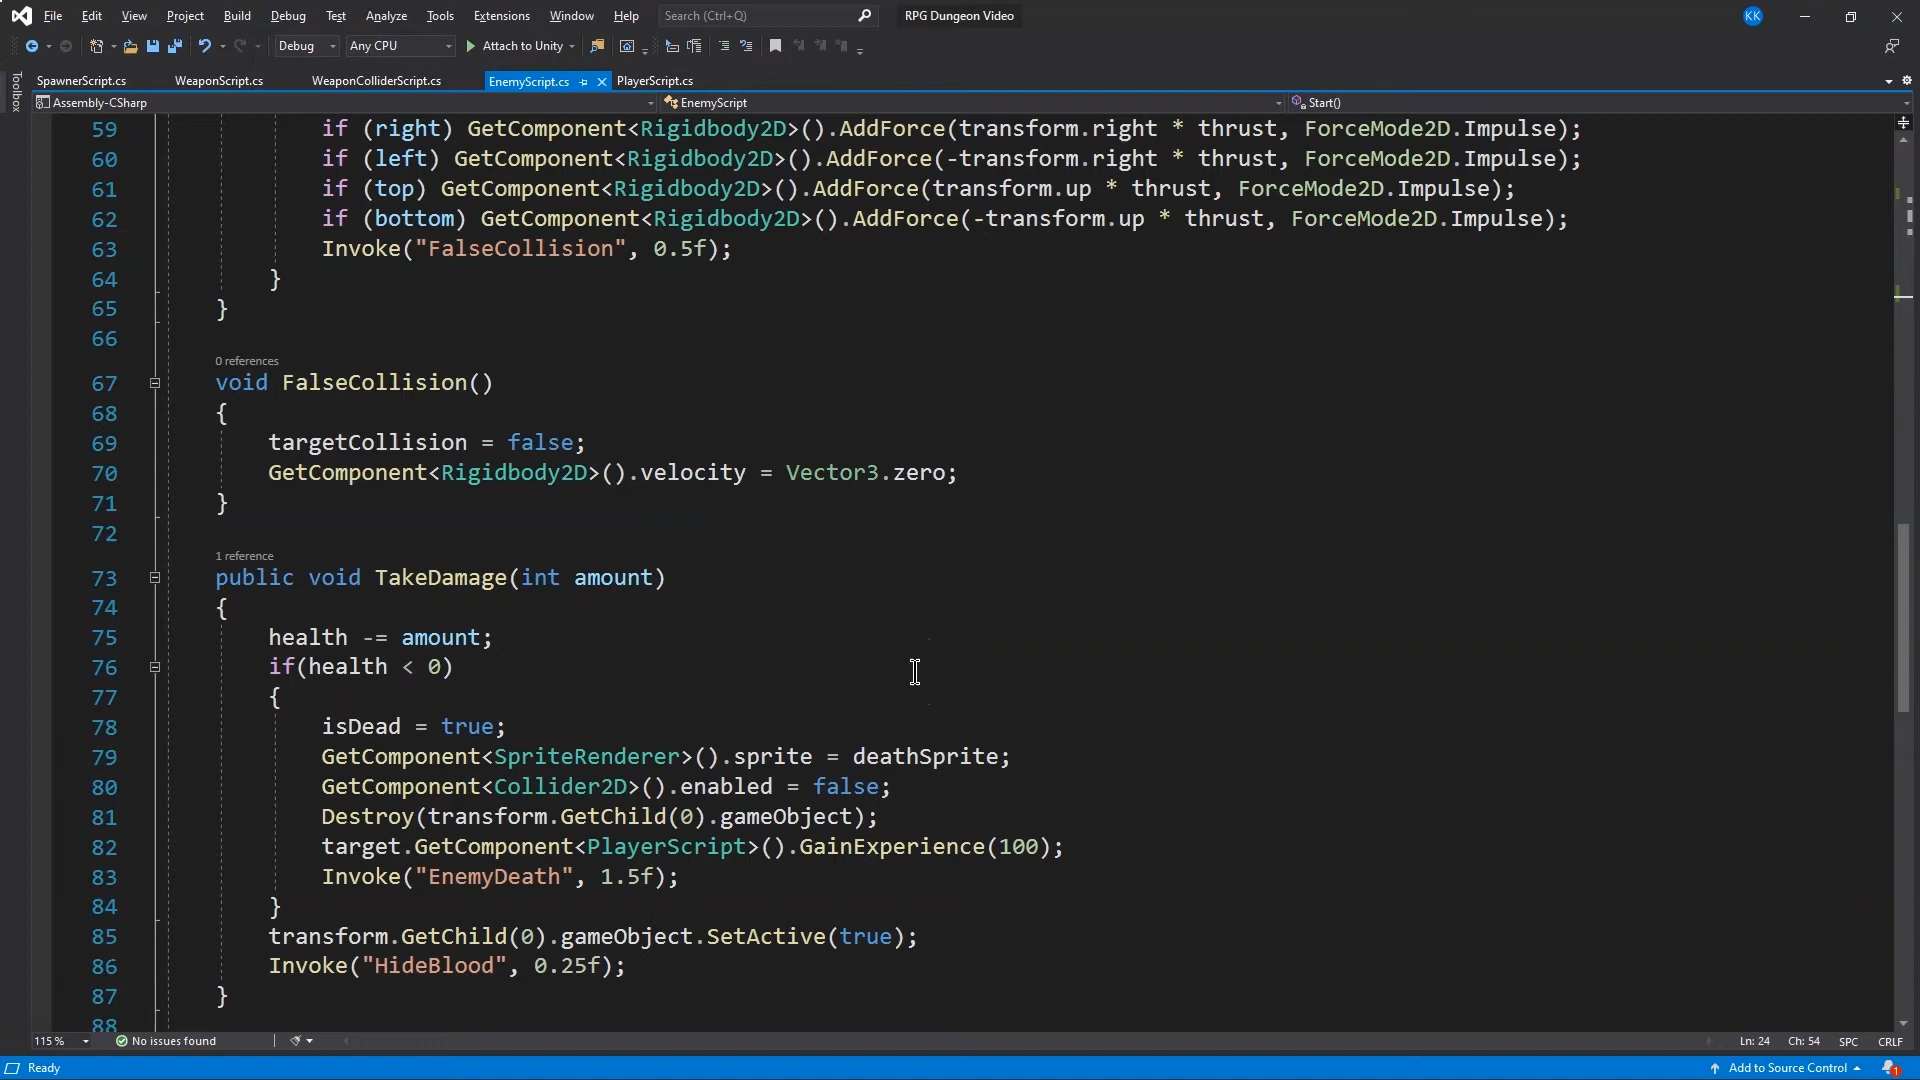 File Edit View Project Build Debug Test Analyze Tools Extensions Window Help Search (Ctrl+Q) RPG Dungeon Video KK
Debug Any CPU Attach to Unity
Toolbox
SpawnerScript.cs WeaponScript.cs WeaponColliderScript.cs EnemyScript.cs PlayerScript.cs
Assembly-CSharp EnemyScript Start()
59 if (right) GetComponent<Rigidbody2D>().AddForce(transform.right * thrust, ForceMode2D.Impulse);
60 if (left) GetComponent<Rigidbody2D>().AddForce(-transform.right * thrust, ForceMode2D.Impulse);
61 if (top) GetComponent<Rigidbody2D>().AddForce(transform.up * thrust, ForceMode2D.Impulse);
62 if (bottom) GetComponent<Rigidbody2D>().AddForce(-transform.up * thrust, ForceMode2D.Impulse);
63 Invoke("FalseCollision", 0.5f);
64 }
65 }
66
0 references
67 void FalseCollision()
68 {
69 targetCollision = false;
70 GetComponent<Rigidbody2D>().velocity = Vector3.zero;
71 }
72
1 reference
73 public void TakeDamage(int amount)
74 {
75 health -= amount;
76 if(health < 0)
77 {
78 isDead = true;
79 GetComponent<SpriteRenderer>().sprite = deathSprite;
80 GetComponent<Collider2D>().enabled = false;
81 Destroy(transform.GetChild(0).gameObject);
82 target.GetComponent<PlayerScript>().GainExperience(100);
83 Invoke("EnemyDeath", 1.5f);
84 }
85 transform.GetChild(0).gameObject.SetActive(true);
86 Invoke("HideBlood", 0.25f);
87 }
88
115 % No issues found Ln: 24 Ch: 54 SPC CRLF
Ready Add to Source Control 1